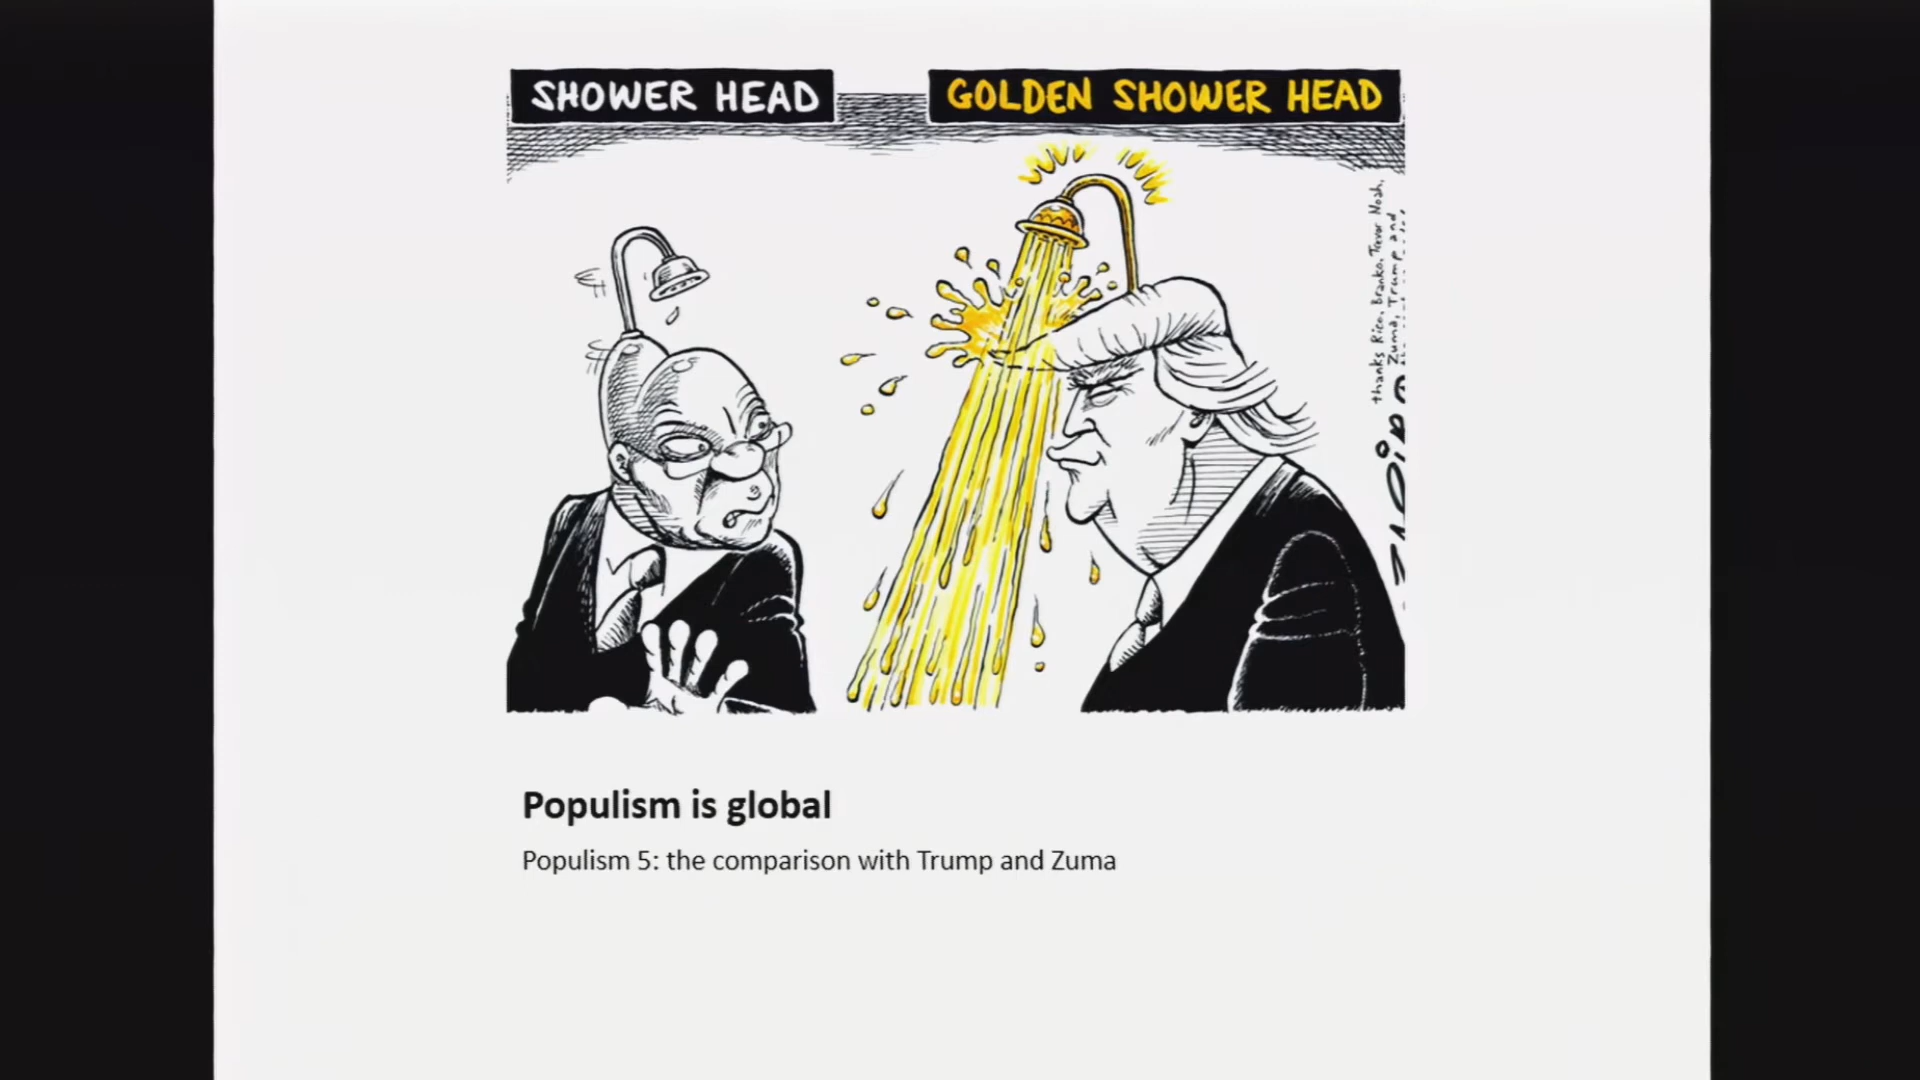 SHOWER HEAD
GOLDEN SHOWER HEAD
thanks Rico, Branko, Trevor Noah,
Zuma, Trump and
ZAPIRO
Populism is global
Populism 5: the comparison with Trump and Zuma